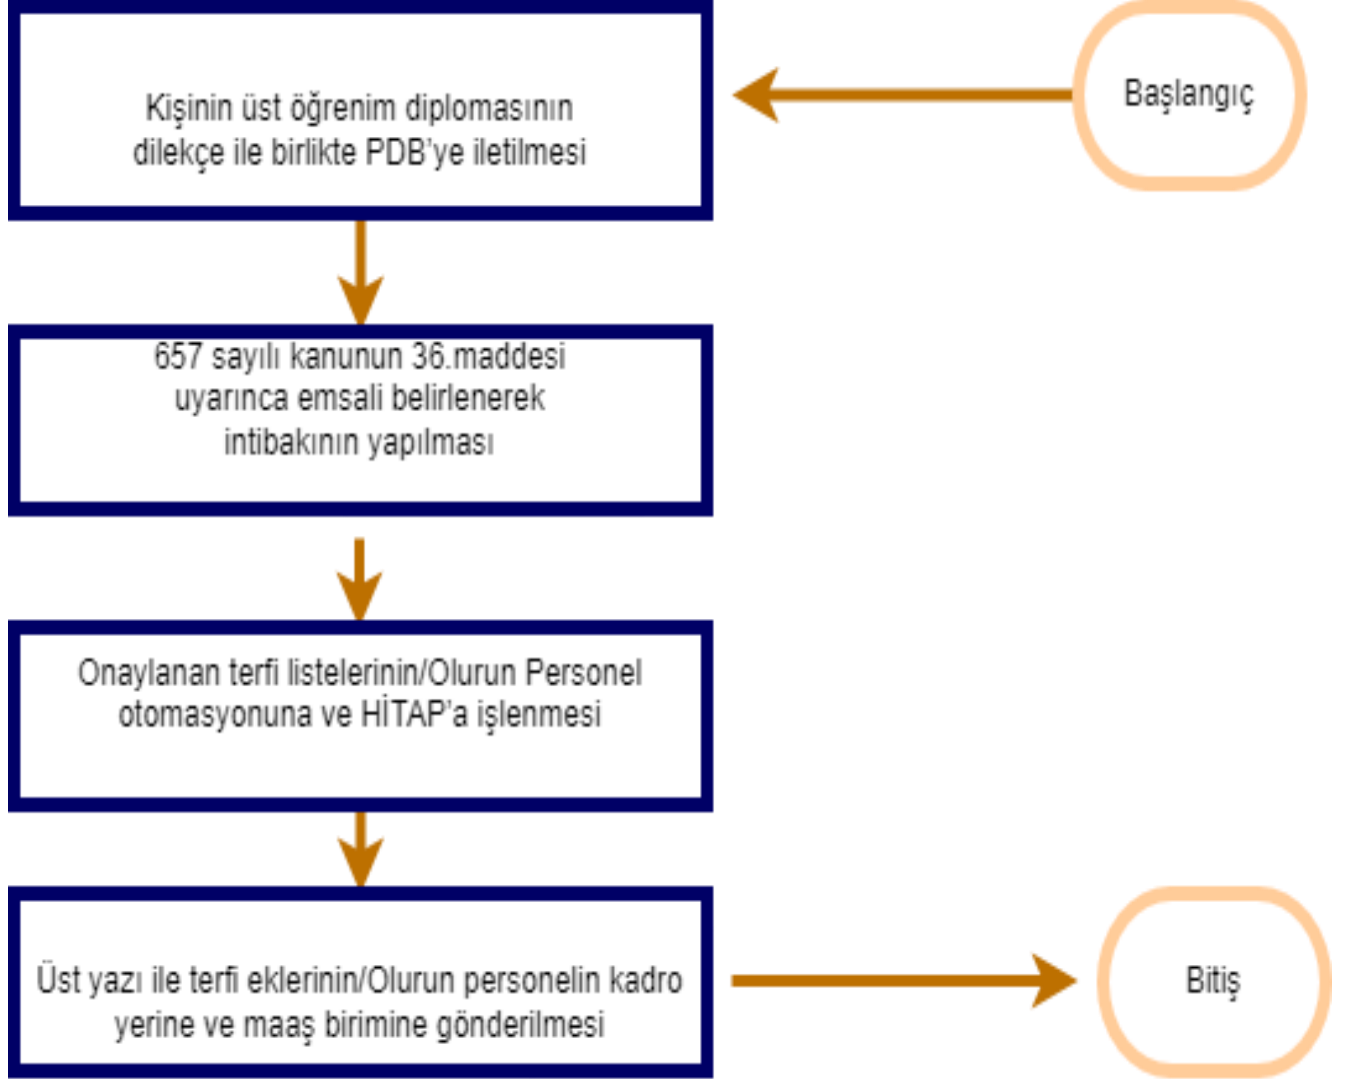 Başlangıç
Kişinin üst öğrenim diplomasının
dilekçe ile birlikte PDB'ye iletilmesi
657 sayılı kanunun 36.maddesi
uyarınca emsali belirlenerek
intibakının yapılması
Onaylanan terfi listelerinin/Olurun Personel
otomasyonuna ve HİTAP'a işlenmesi
Üst yazı ile terfi eklerinin/Olurun personelin kadro
yerine ve maaş birimine gönderilmesi
Bitiş